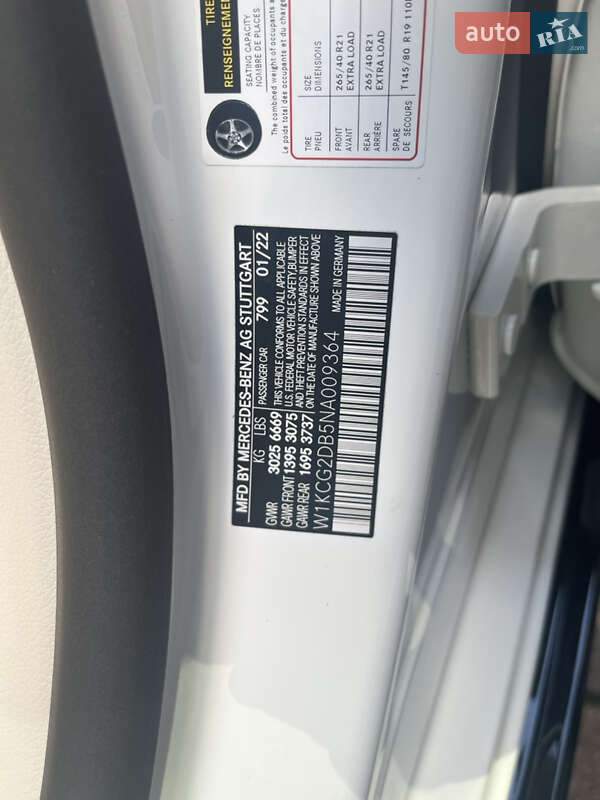 auto RIA.com
TIRE
RENSEIGNEMEN
SEATING CAPACITY
NOMBRE DE PLACES
The combined weight of occupants a
Le poids total des occupants et du charge
TIRE SIZE
PNEU DIMENSIONS
FRONT 265/40 R21
AVANT EXTRA LOAD
REAR 265/40 R21
ARRIÈRE EXTRA LOAD
SPARE T145/80 R19 110
DE SECOURS
MFD BY MERCEDES-BENZ AG STUTTGART
KG LBS PASSENGER CAR 799 01/22
GVWR 3025 6669 THIS VEHICLE CONFORMS TO ALL APPLICABLE
GAWR FRONT 1395 3075 U.S. FEDERAL MOTOR VEHICLE SAFETY,BUMPER
GAWR REAR 1695 3737 AND THEFT PREVENTION STANDARDS IN EFFECT
ON THE DATE OF MANUFACTURE SHOWN ABOVE
W1KCG2DB5NA009364 MADE IN GERMANY